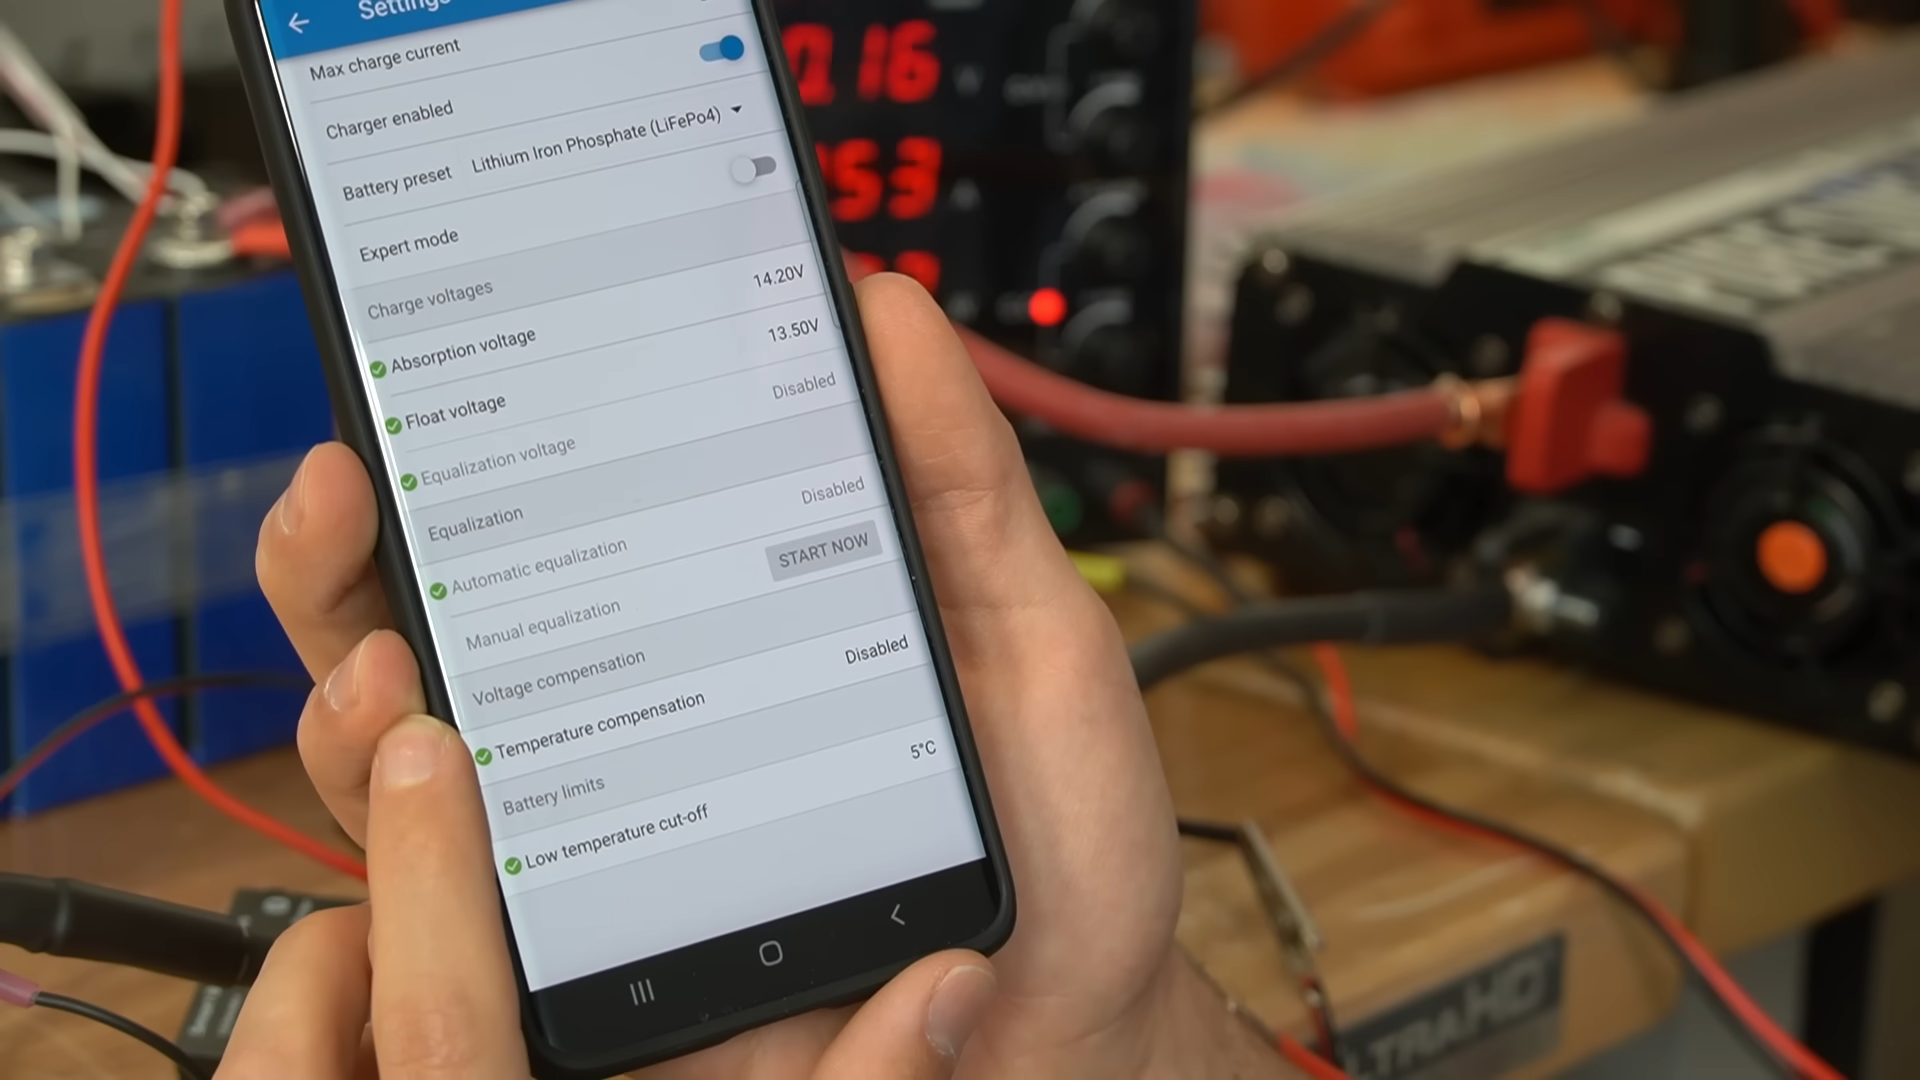 Settings
Max charge current
Charger enabled
Battery preset Lithium Iron Phosphate (LiFePo4)
Expert mode
Charge voltages
Absorption voltage 14.20V
Float voltage 13.50V
Equalization voltage Disabled
Equalization
Automatic equalization Disabled
Manual equalization START NOW
Voltage compensation
Temperature compensation Disabled
Battery limits
Low temperature cut-off 5°C
16
53